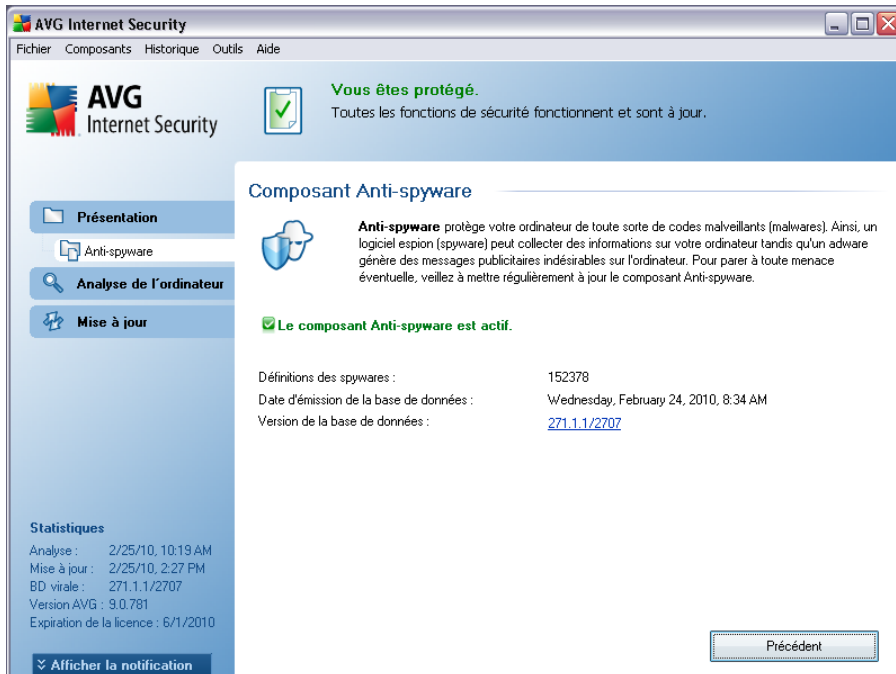 AVG Internet Security
Fichier Composants Historique Outils Aide
AVG
Internet Security
Vous êtes protégé.
Toutes les fonctions de sécurité fonctionnent et sont à jour.
Présentation
Anti-spyware
Analyse de l'ordinateur
Mise à jour
Composant Anti-spyware
Anti-spyware protège votre ordinateur de toute sorte de codes malveillants (malwares). Ainsi, un
logiciel espion (spyware) peut collecter des informations sur votre ordinateur tandis qu'un adware
génère des messages publicitaires indésirables sur l'ordinateur. Pour parer à toute menace
éventuelle, veillez à mettre régulièrement à jour le composant Anti-spyware.
Le composant Anti-spyware est actif.
Définitions des spywares : 152378
Date d'émission de la base de données : Wednesday, February 24, 2010, 8:34 AM
Version de la base de données : 271.1.1/2707
Statistiques
Analyse : 2/25/10, 10:19 AM
Mise à jour : 2/25/10, 2:27 PM
BD virale : 271.1.1/2707
Version AVG : 9.0.781
Expiration de la licence : 6/1/2010
Afficher la notification
Précédent